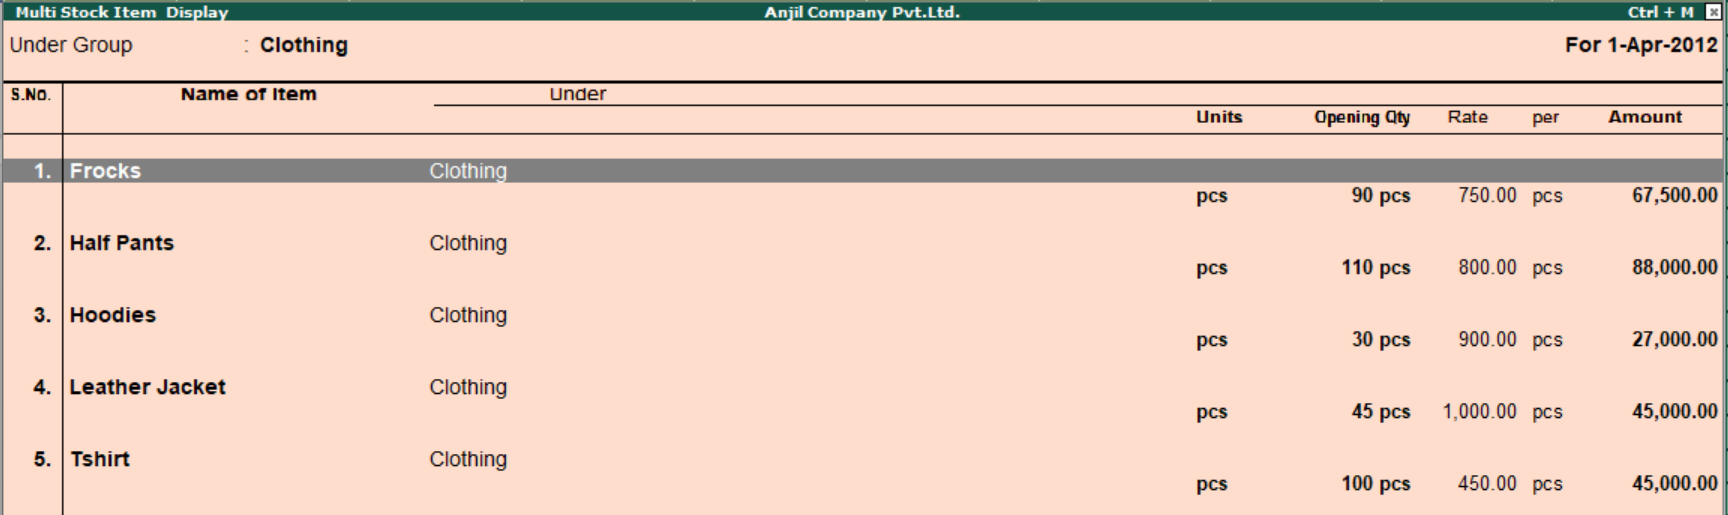 Multi Stock Item Display Anjil Company Pvt.Ltd. Ctrl + M
Under Group : Clothing For 1-Apr-2012
S.No. Name of Item Under
Units Opening Qty Rate per Amount
1. Frocks Clothing
pcs 90 pcs 750.00 pcs 67,500.00
2. Half Pants Clothing
pcs 110 pcs 800.00 pcs 88,000.00
3. Hoodies Clothing
pcs 30 pcs 900.00 pcs 27,000.00
4. Leather Jacket Clothing
pcs 45 pcs 1,000.00 pcs 45,000.00
5. Tshirt Clothing
pcs 100 pcs 450.00 pcs 45,000.00